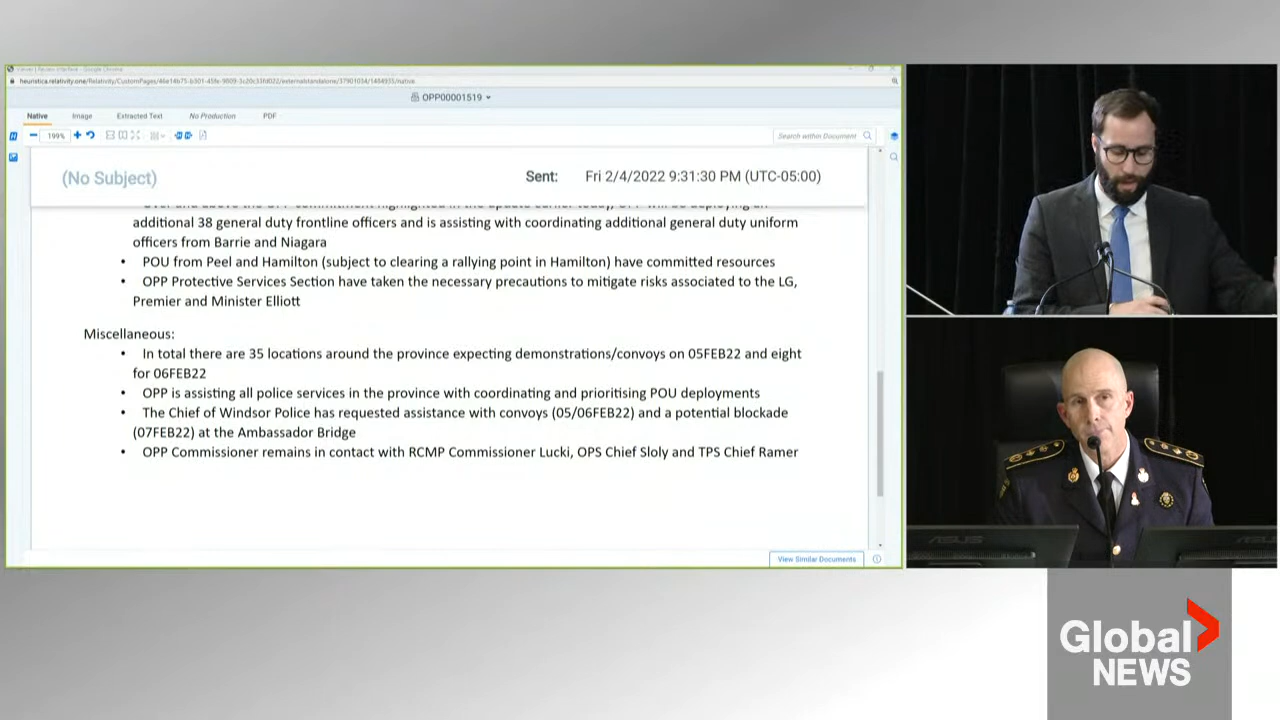 heuristica.relativity.one/Relativity/CustomPages/
OPP00001519
Native Image Extracted Text No Production PDF
199% Search within Document
(No Subject) Sent: Fri 2/4/2022 9:31:30 PM (UTC-05:00)
additional 38 general duty frontline officers and is assisting with coordinating additional general duty uniform
officers from Barrie and Niagara
• POU from Peel and Hamilton (subject to clearing a rallying point in Hamilton) have committed resources
• OPP Protective Services Section have taken the necessary precautions to mitigate risks associated to the LG,
Premier and Minister Elliott
Miscellaneous:
• In total there are 35 locations around the province expecting demonstrations/convoys on 05FEB22 and eight
for 06FEB22
• OPP is assisting all police services in the province with coordinating and prioritising POU deployments
• The Chief of Windsor Police has requested assistance with convoys (05/06FEB22) and a potential blockade
(07FEB22) at the Ambassador Bridge
• OPP Commissioner remains in contact with RCMP Commissioner Lucki, OPS Chief Sloly and TPS Chief Ramer
View Similar Documents
ASUS
Global
NEWS